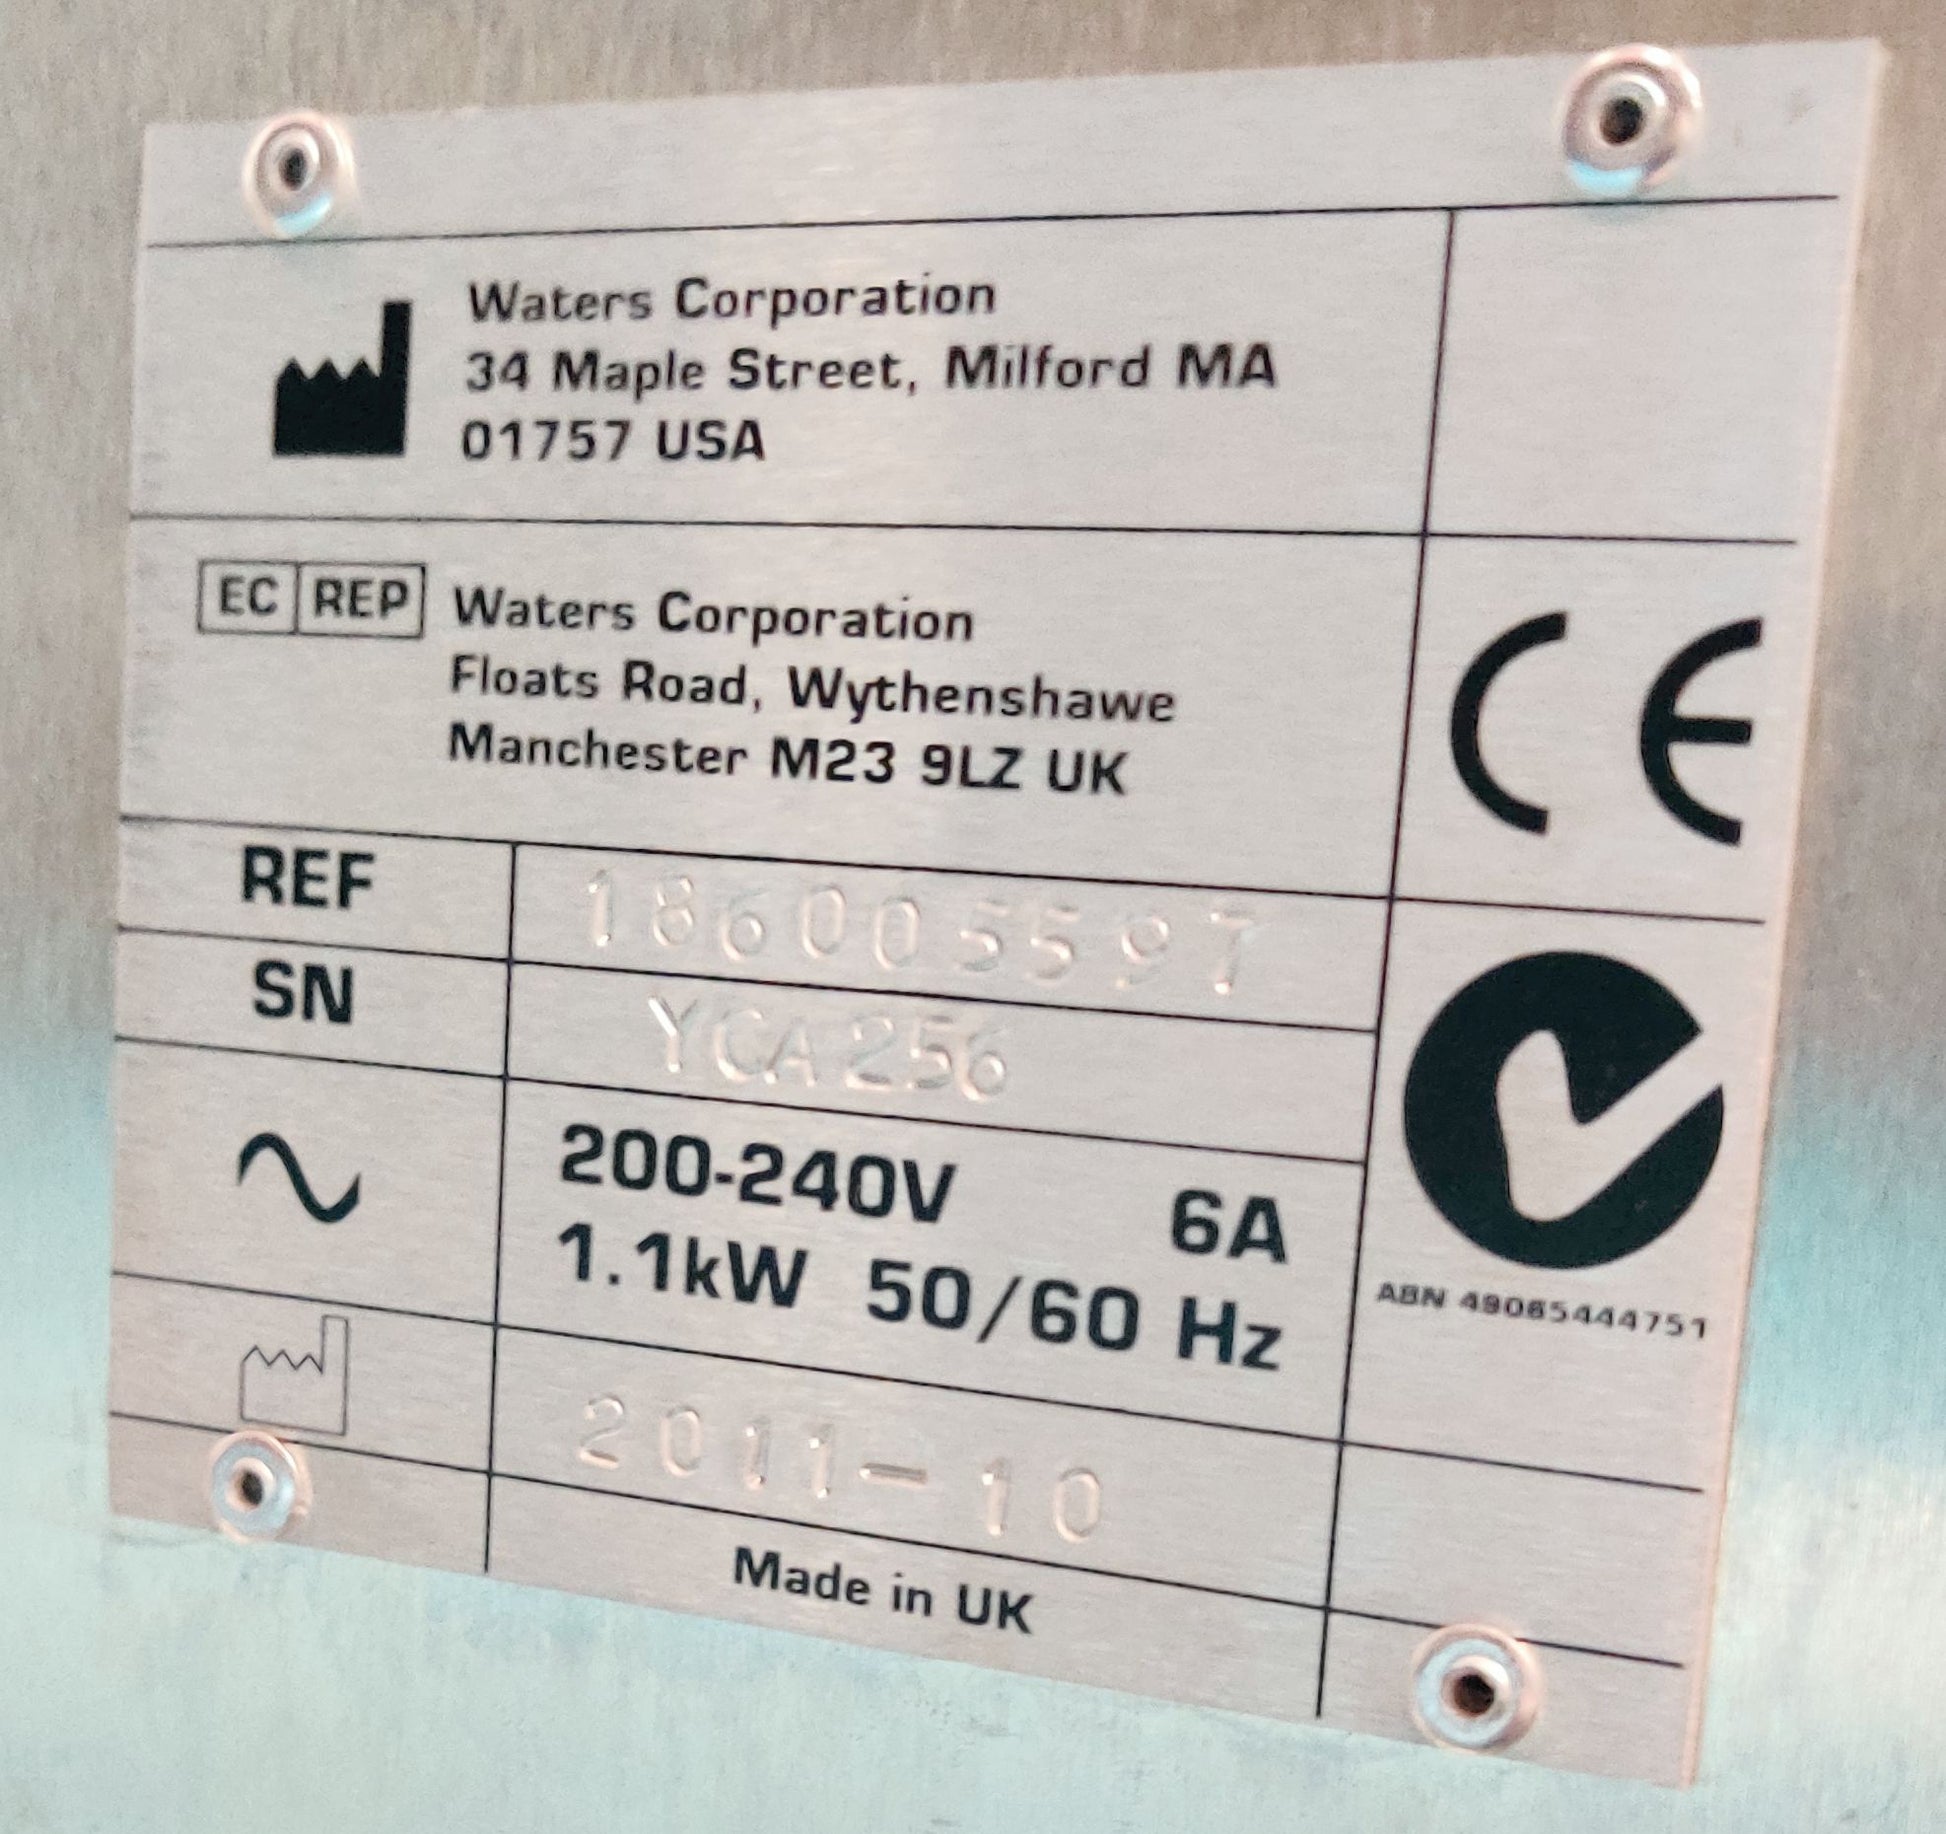 Waters Corporation
34 Maple Street, Milford MA
01757 USA
EC REP
Waters Corporation
Floats Road, Wythenshawe
Manchester M23 9LZ UK
CE
REF 186005597
SN YCA256
200-240V 6A
1.1kW 50/60 Hz
ABN 49065444751
2011-10
Made in UK